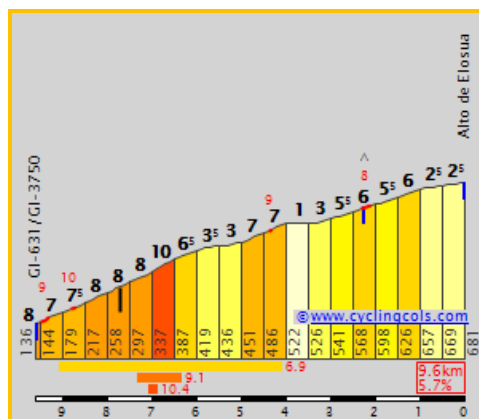 Alto de Elosua
GI-631/GI-3750
^
8 7 7⁵ 8 8 8 10 6⁵ 3⁵ 3 7 7 1 3 5⁵ 6 5⁵ 6 2⁵ 2⁵
9 10 9 8
©www.cyclingcols.com
136 144 179 217 258 297 337 387 419 436 451 486 522 526 541 568 598 626 657 669 681
6.9
9.1
10.4
9.6km
5.7%
9 8 7 6 5 4 3 2 1 0